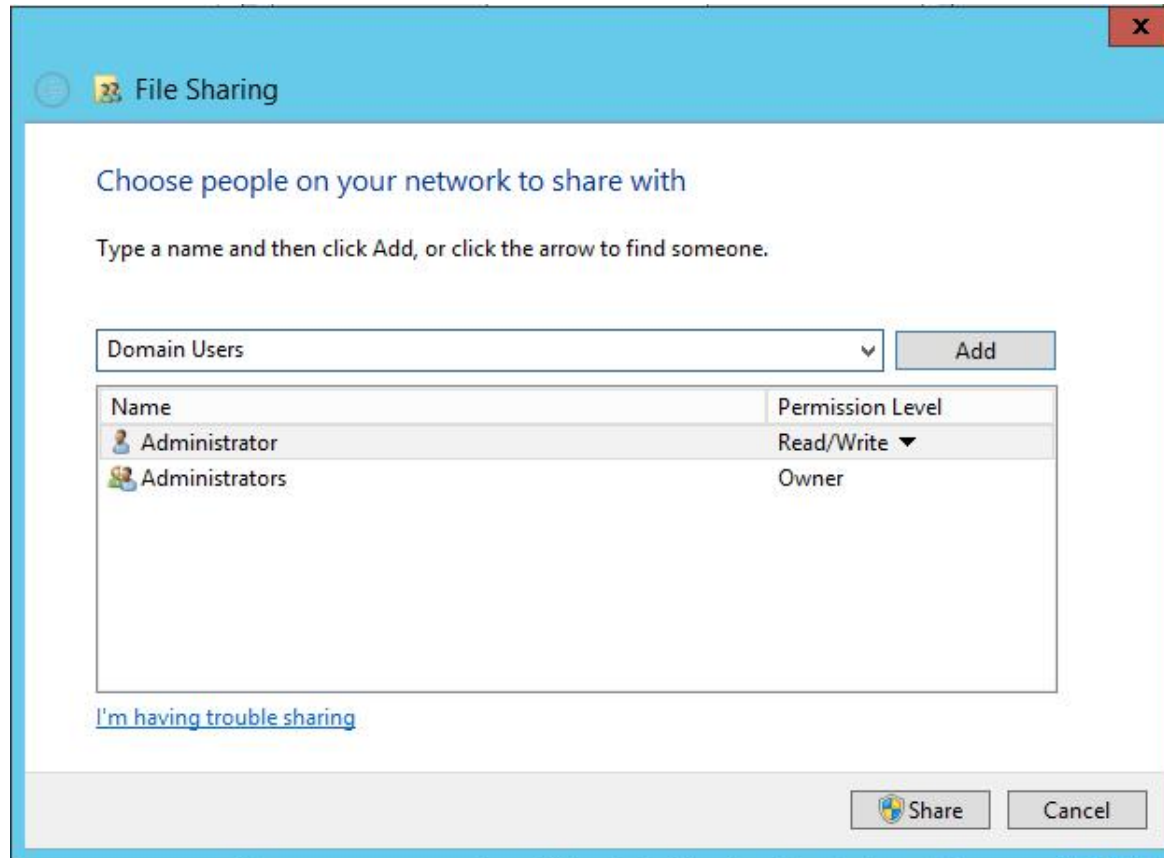 x
File Sharing
Choose people on your network to share with
Type a name and then click Add, or click the arrow to find someone.
Domain Users Add
Name Permission Level
Administrator Read/Write
Administrators Owner
I'm having trouble sharing
Share Cancel